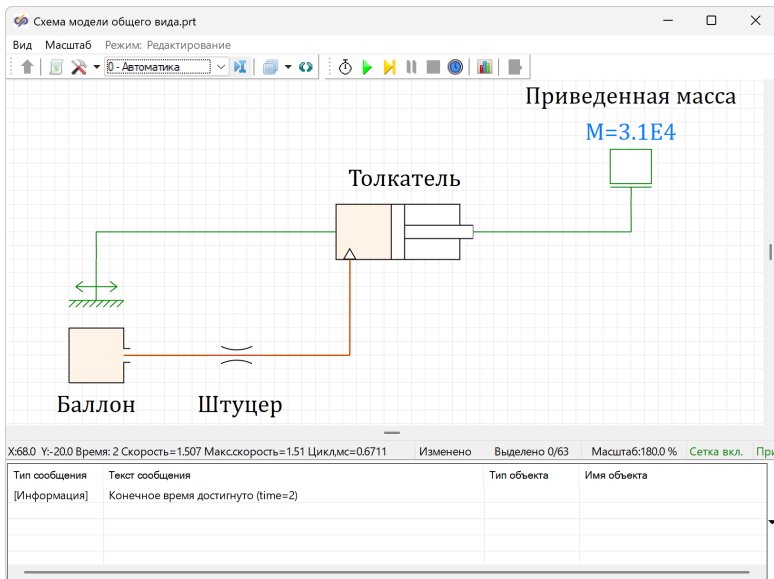 Схема модели общего вида.prt
Вид Масштаб Режим: Редактирование
0 - Автоматика
Приведенная масса
M=3.1E4
Толкатель
Баллон Штуцер
X:68.0 Y:-20.0 Время: 2 Скорость=1.507 Макс.скорость=1.51 Цикл,мс=0.6711 Изменено Выделено 0/63 Масштаб:180.0 % Сетка вкл. При
Тип сообщения Текст сообщения Тип объекта Имя объекта
[Информация] Конечное время достигнуто (time=2)